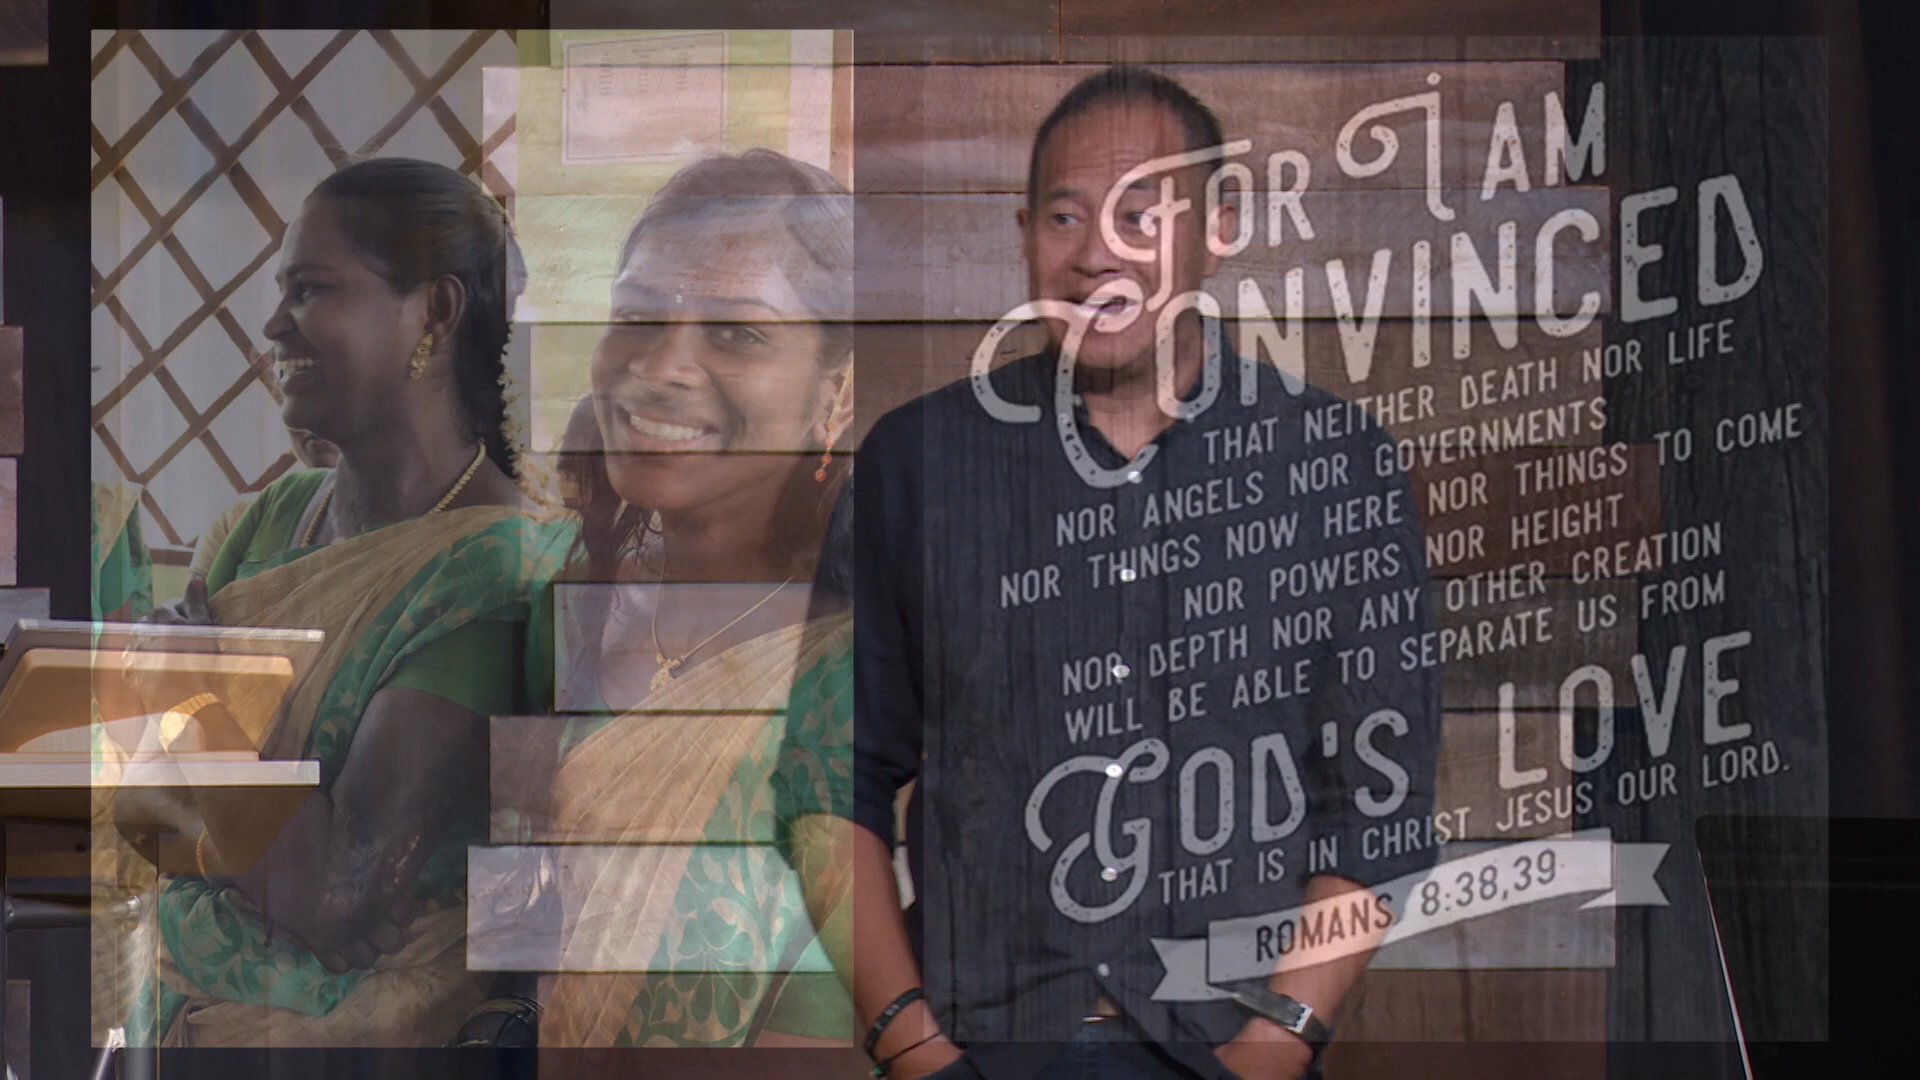 FOR I AM
CONVINCED
THAT NEITHER DEATH NOR LIFE
NOR ANGELS NOR GOVERNMENTS
NOR THINGS NOW HERE NOR THINGS TO COME
NOR POWERS NOR HEIGHT
NOR DEPTH NOR ANY OTHER CREATION
WILL BE ABLE TO SEPARATE US FROM
GOD'S LOVE
THAT IS IN CHRIST JESUS OUR LORD.
ROMANS 8:38,39